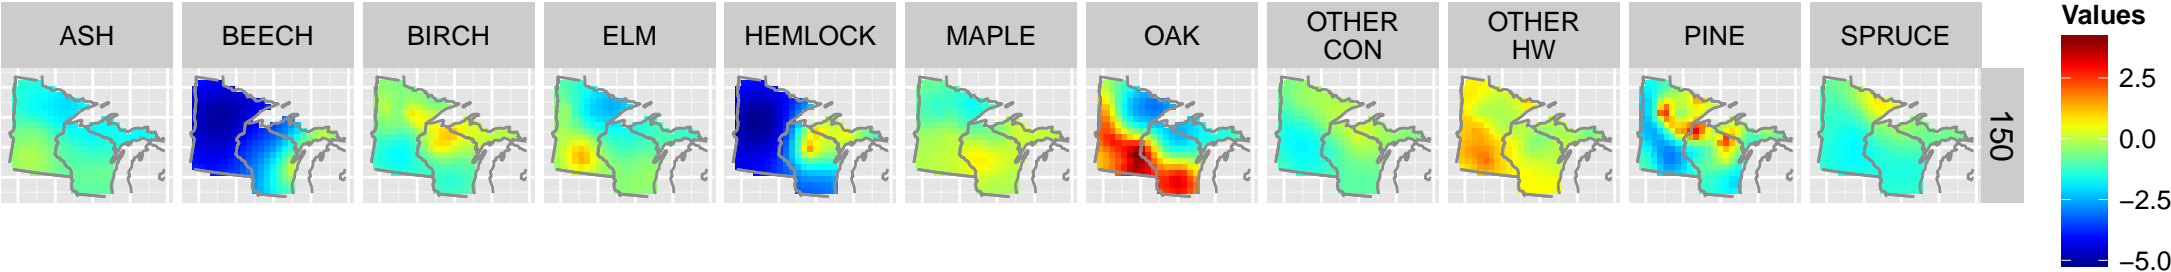 ASH
BEECH
BIRCH
ELM
HEMLOCK
MAPLE
OAK
OTHER
CON
OTHER
HW
PINE
SPRUCE
150
Values
2.5
0.0
−2.5
−5.0